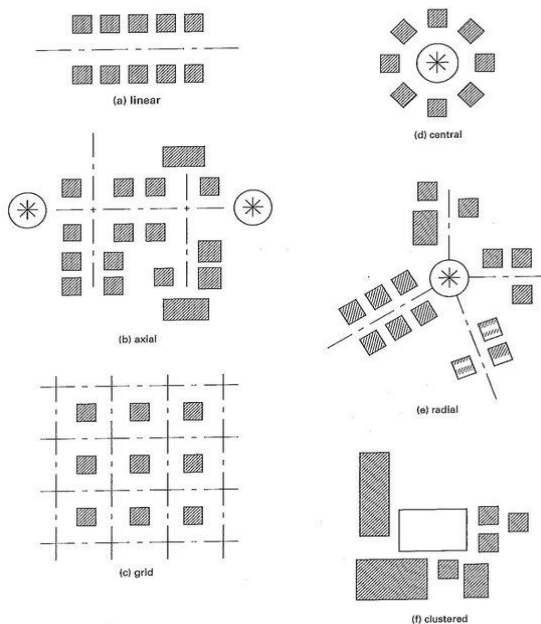 (a) linear
(b) axial
(c) grid
(d) central
(e) radial
(f) clustered